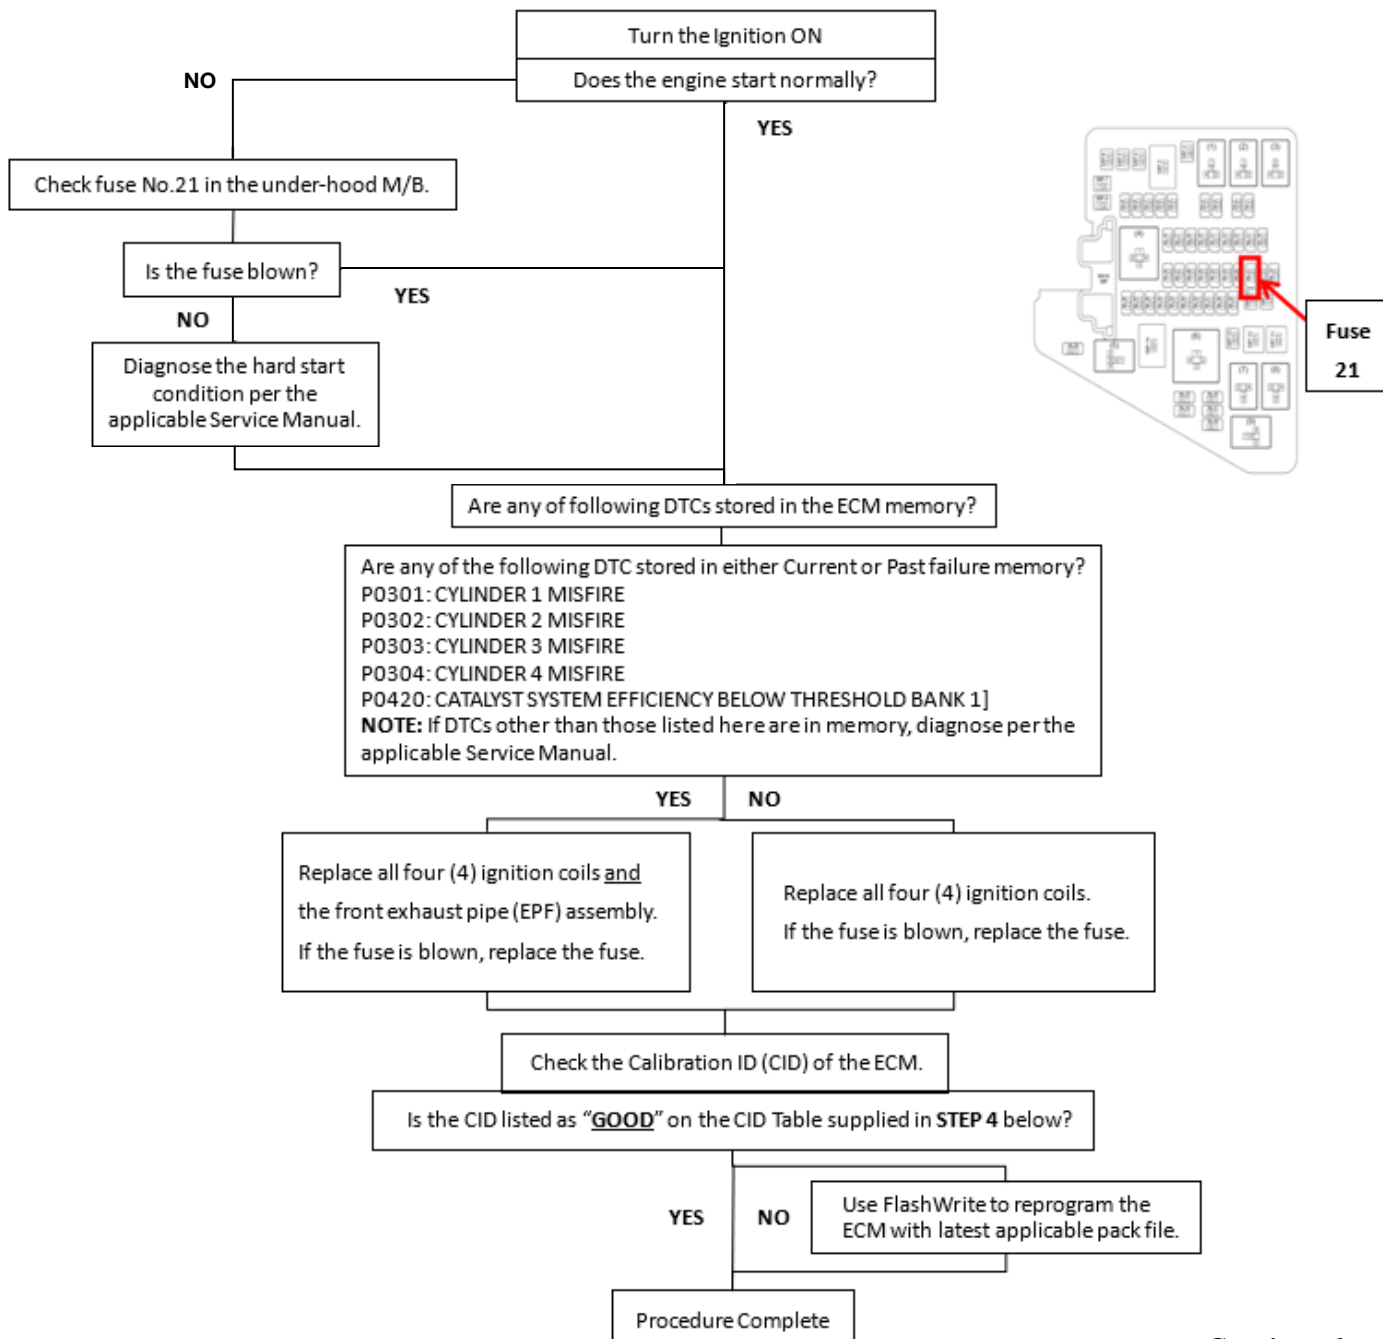 Turn the Ignition ON
Does the engine start normally?
NO
YES
Check fuse No.21 in the under-hood M/B.
Is the fuse blown?
YES
NO
Diagnose the hard start
condition per the
applicable Service Manual.
Fuse
21
Are any of following DTCs stored in the ECM memory?
Are any of the following DTC stored in either Current or Past failure memory?
P0301: CYLINDER 1 MISFIRE
P0302: CYLINDER 2 MISFIRE
P0303: CYLINDER 3 MISFIRE
P0304: CYLINDER 4 MISFIRE
P0420: CATALYST SYSTEM EFFICIENCY BELOW THRESHOLD BANK 1]
NOTE: If DTCs other than those listed here are in memory, diagnose per the
applicable Service Manual.
YES
NO
Replace all four (4) ignition coils and
the front exhaust pipe (EPF) assembly.
If the fuse is blown, replace the fuse.
Replace all four (4) ignition coils.
If the fuse is blown, replace the fuse.
Check the Calibration ID (CID) of the ECM.
Is the CID listed as “GOOD” on the CID Table supplied in STEP 4 below?
YES
NO
Use FlashWrite to reprogram the
ECM with latest applicable pack file.
Procedure Complete